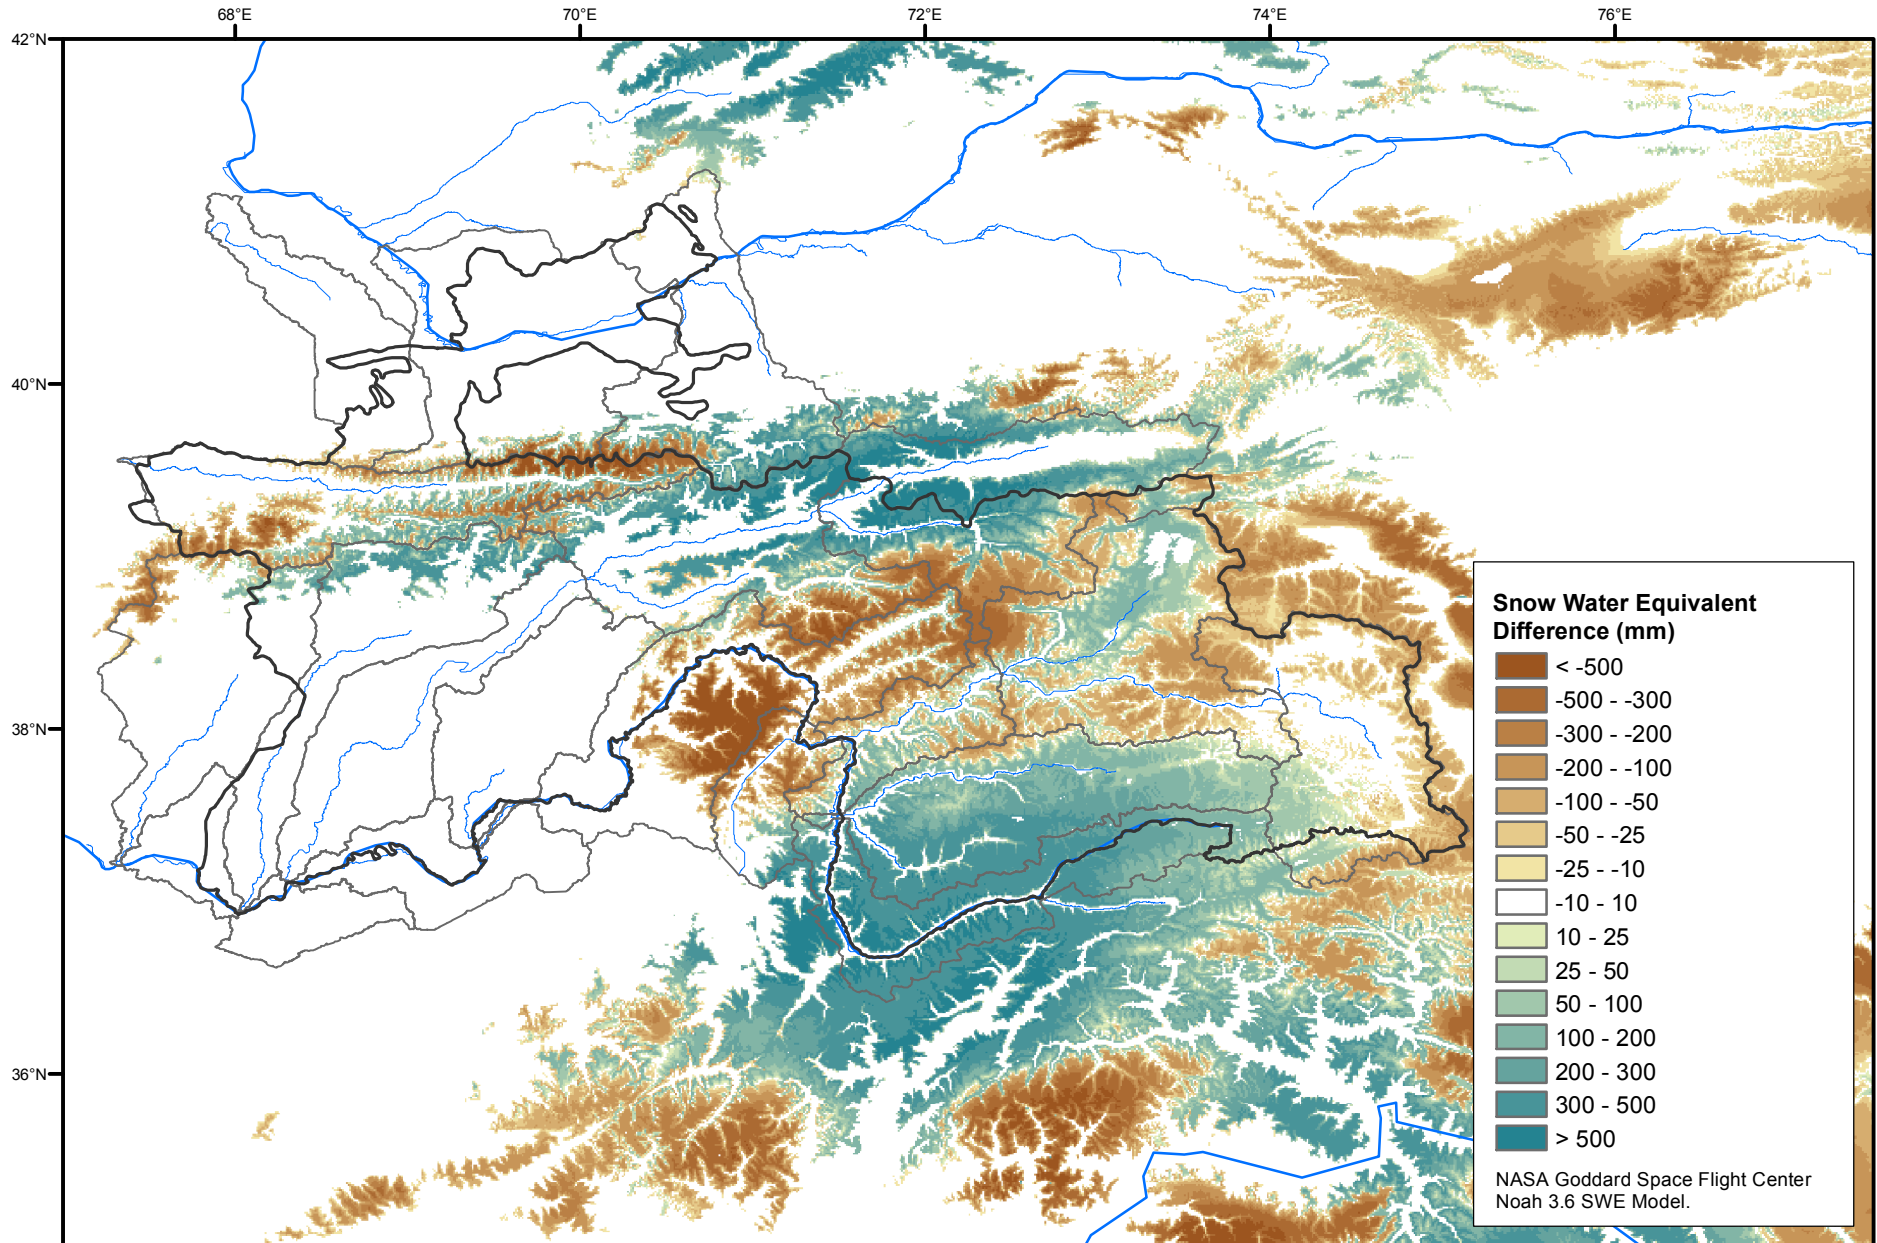 68°E
70°E
72°E
74°E
76°E
42°N
40°N
38°N
36°N
Snow Water Equivalent
Difference (mm)
< -500
-500 - -300
-300 - -200
-200 - -100
-100 - -50
-50 - -25
-25 - -10
-10 - 10
10 - 25
25 - 50
50 - 100
100 - 200
200 - 300
300 - 500
> 500
NASA Goddard Space Flight Center
Noah 3.6 SWE Model.